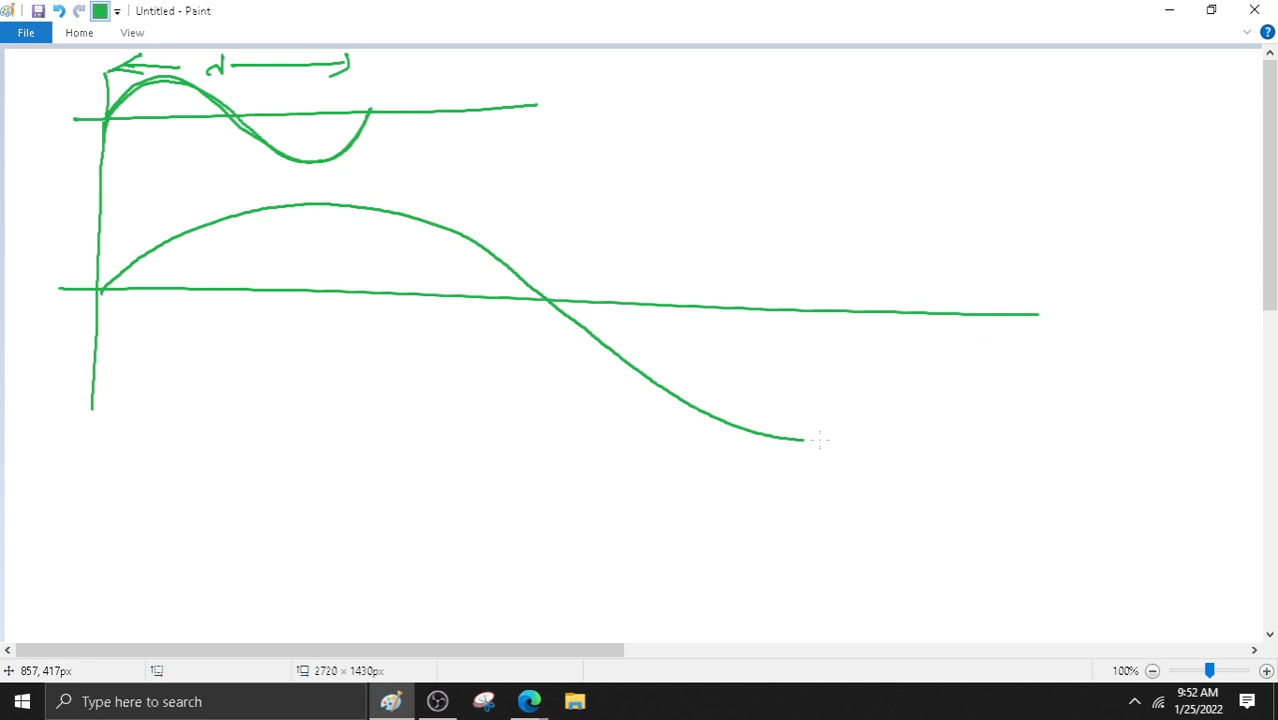 Untitled - Paint
File Home View
857, 417px 2720 × 1430px 100%
Type here to search 9:52 AM
1/25/2022